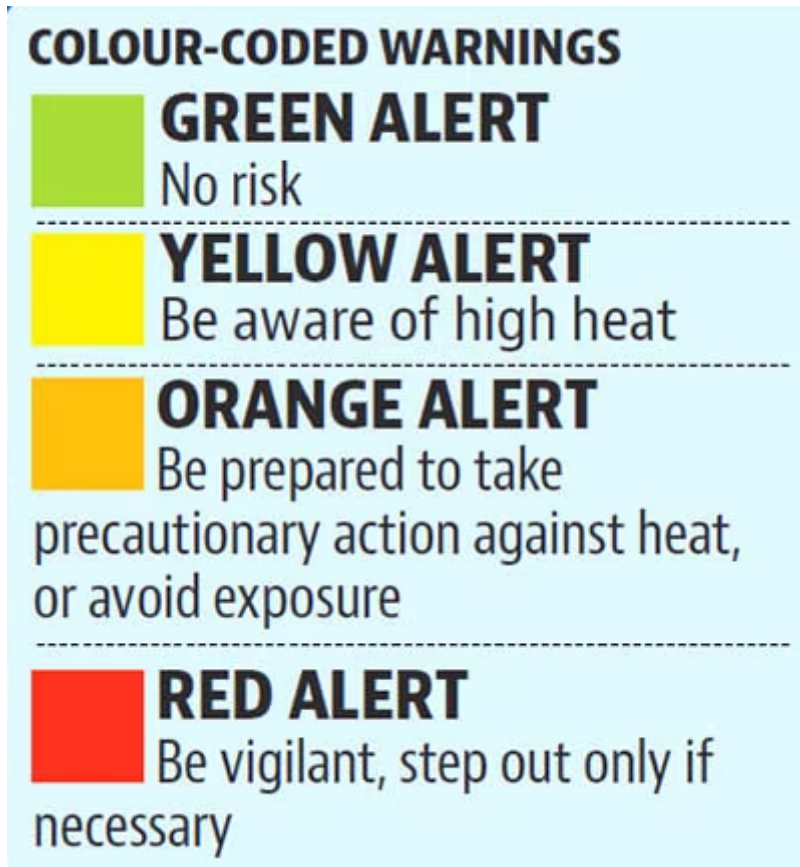 COLOUR-CODED WARNINGS
GREEN ALERT
No risk
YELLOW ALERT
Be aware of high heat
ORANGE ALERT
Be prepared to take
precautionary action against heat,
or avoid exposure
RED ALERT
Be vigilant, step out only if
necessary